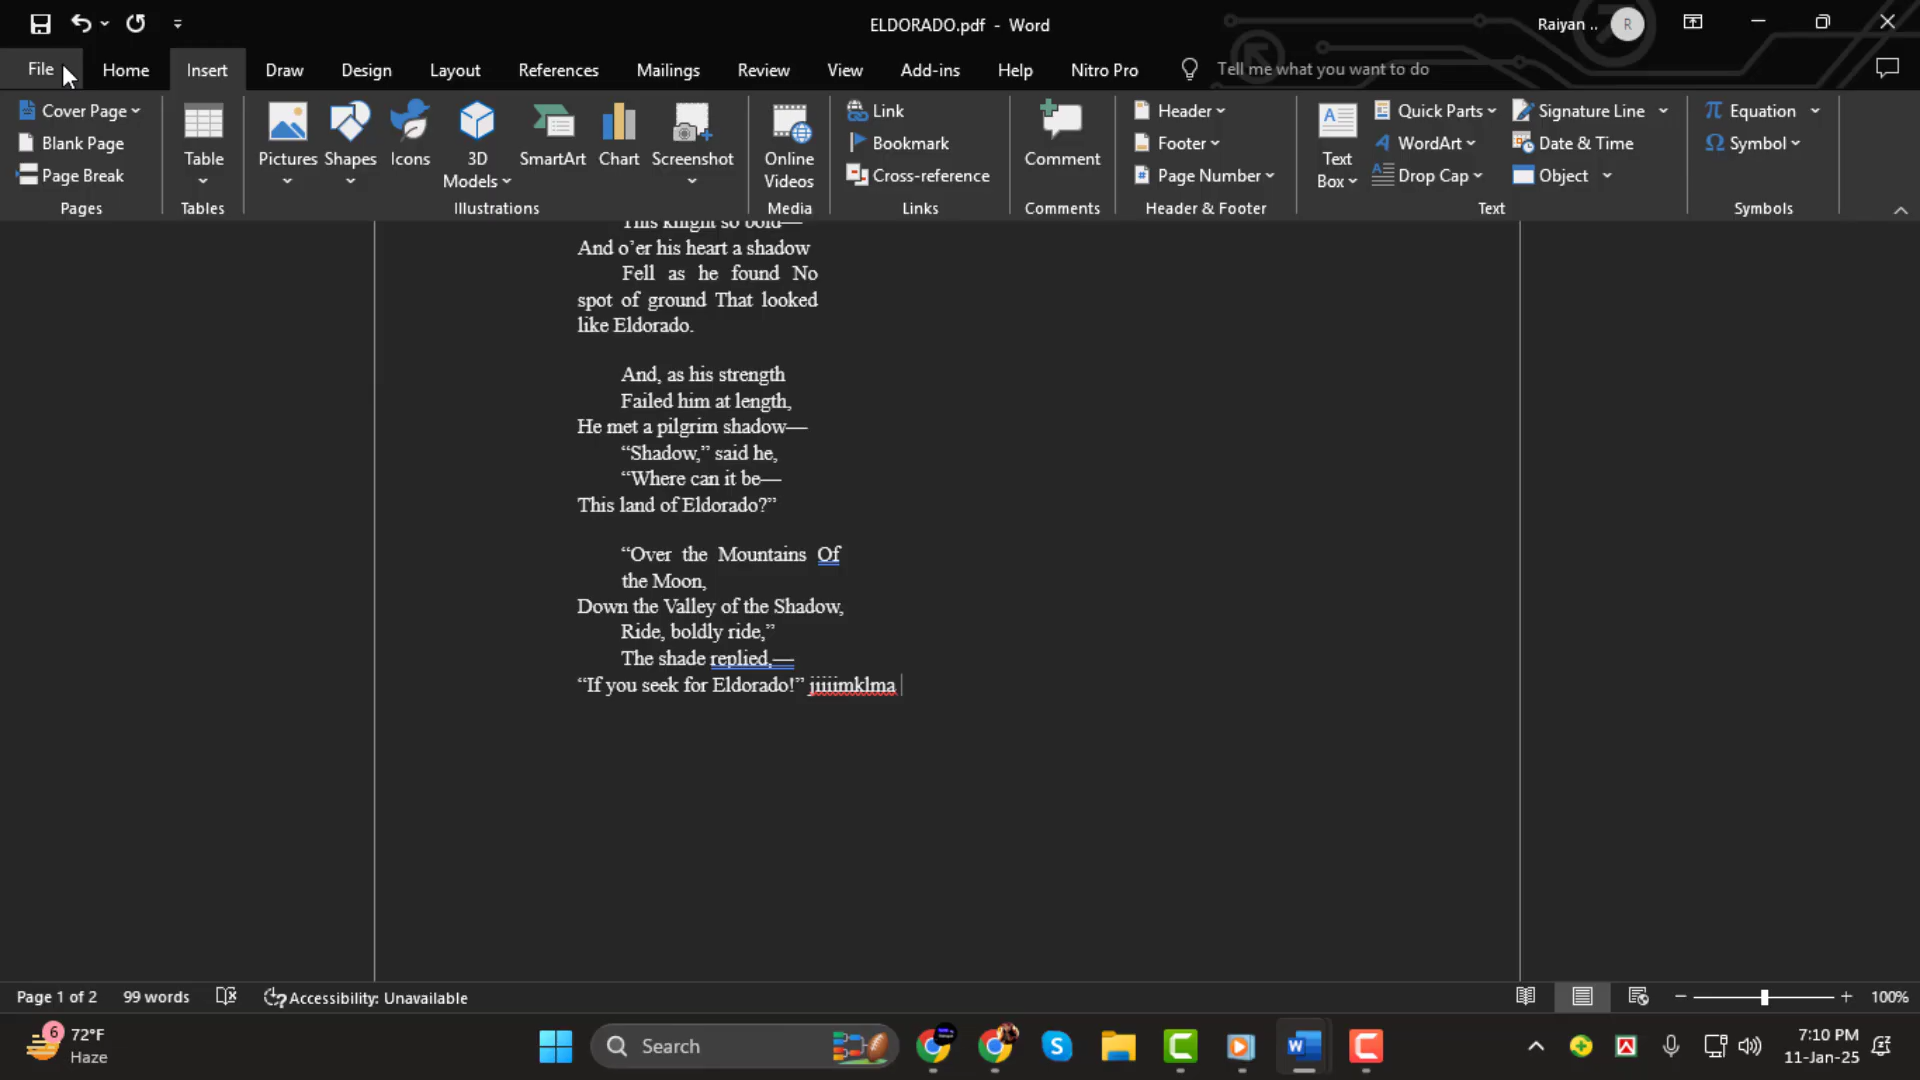 ELDORADO.pdf - Word
Raiyan ..
R
File
Home
Insert
Draw
Design
Layout
References
Mailings
Review
View
Add-ins
Help
Nitro Pro
Tell me what you want to do
Cover Page
Blank Page
Page Break
Pages
Table
Tables
Pictures
Shapes
Icons
3D
Models
SmartArt
Chart
Screenshot
Illustrations
Online
Videos
Media
Link
Bookmark
Cross-reference
Links
Comment
Comments
Header
Footer
Page Number
Header & Footer
Text
Box
Quick Parts
WordArt
Drop Cap
Signature Line
Date & Time
Object
Text
Equation
Symbol
Symbols
This knight so bold—
And o’er his heart a shadow
Fell as he found No
spot of ground That looked
like Eldorado.
And, as his strength
Failed him at length,
He met a pilgrim shadow—
“Shadow,” said he,
“Where can it be—
This land of Eldorado?”
“Over the Mountains Of
the Moon,
Down the Valley of the Shadow,
Ride, boldly ride,”
The shade replied,—
“If you seek for Eldorado!” jiiiimklma
Page 1 of 2
99 words
Accessibility: Unavailable
100%
6
72°F
Haze
Search
7:10 PM
11-Jan-25